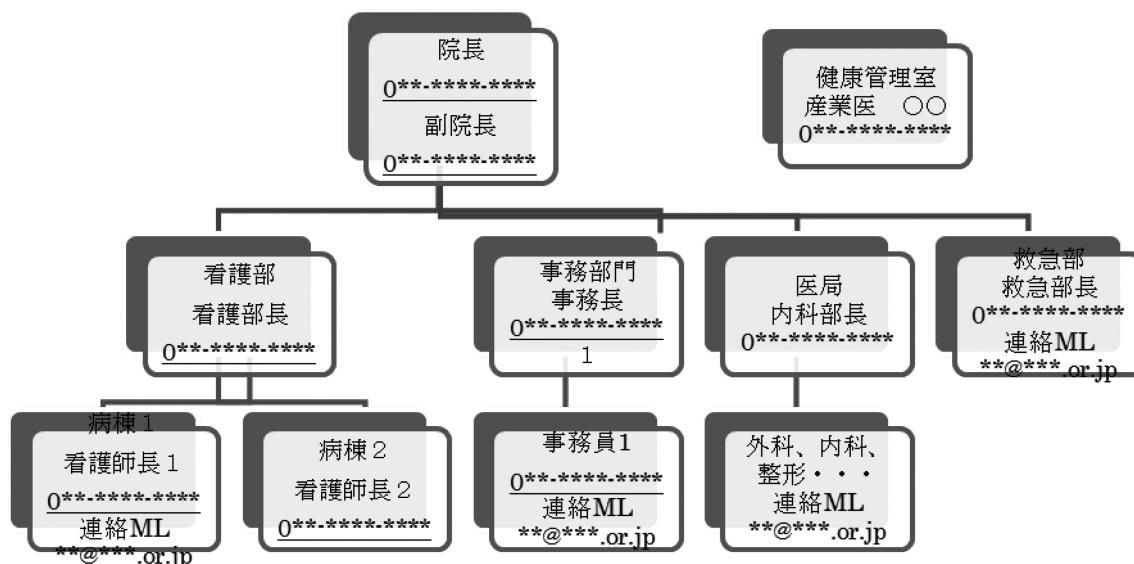 院長
0**-****-****
副院長
0**-****-****
健康管理室
産業医　○○
0**-****-****
看護部
看護部長
0**-****-****
事務部門
事務長
0**-****-****
1
医局
内科部長
0**-****-****
救急部
救急部長
0**-****-****
連絡ML
**@***.or.jp
病棟１
看護師長１
0**-****-****
連絡ML
**@***.or.jp
病棟２
看護師長２
0**-****-****
事務員1
0**-****-****
連絡ML
**@***.or.jp
外科、内科、
整形・・・
連絡ML
**@***.or.jp